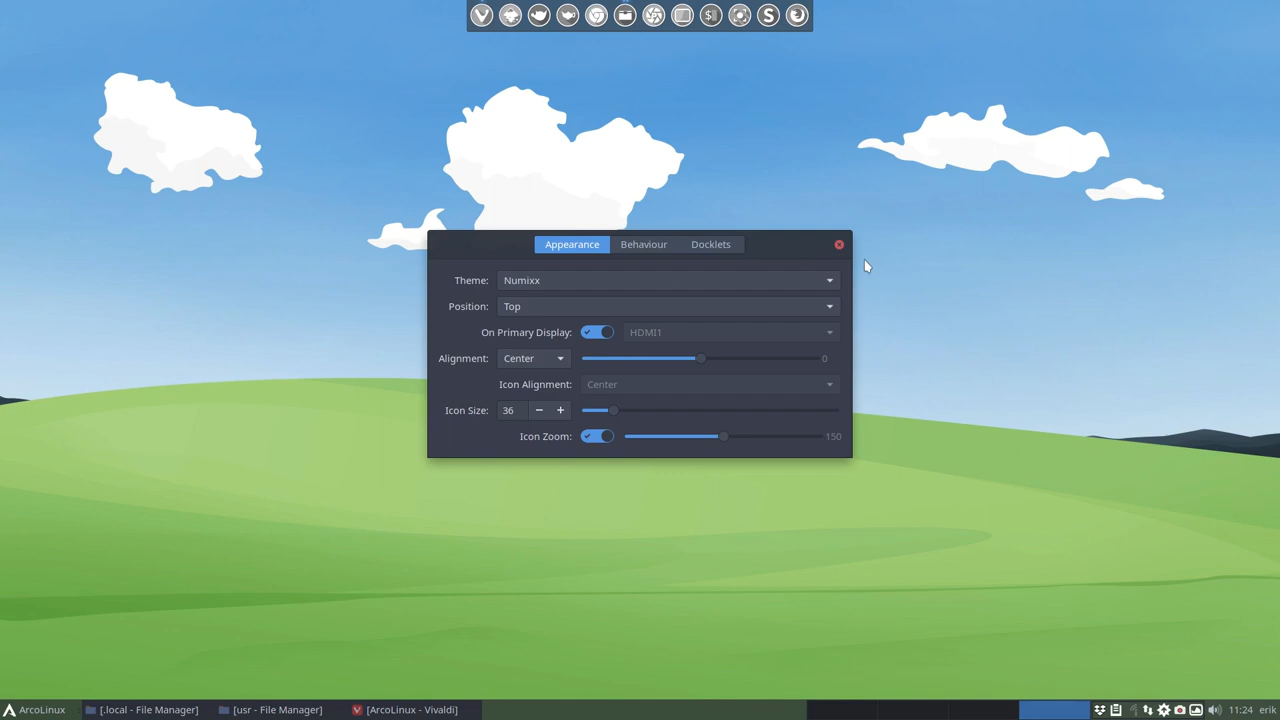 V $ S
Appearance Behaviour Docklets
Theme: Numixx
Position: Top
On Primary Display: HDMI1
Alignment: Center 0
Icon Alignment: Center
Icon Size: 36 − +
Icon Zoom: 150
ArcoLinux [.local - File Manager] [usr - File Manager] [ArcoLinux - Vivaldi] 11:24 erik